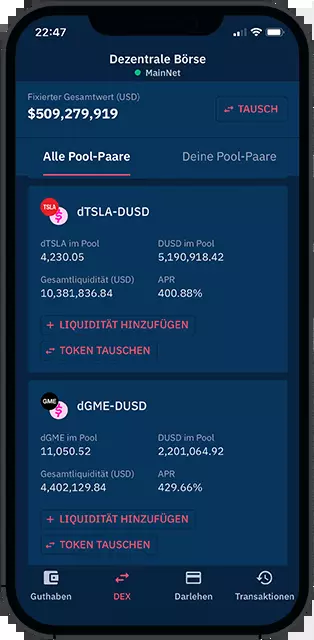 22:47
Dezentrale Börse
MainNet
Fixierter Gesamtwert (USD)
$509,279,919
TAUSCH
Alle Pool-Paare
Deine Pool-Paare
TSLA
dTSLA-DUSD
dTSLA im Pool
DUSD im Pool
4,230.05
5,190,918.42
Gesamtliquidität (USD)
APR
10,381,836.84
400.88%
+ LIQUIDITÄT HINZUFÜGEN
TOKEN TAUSCHEN
GME
dGME-DUSD
dGME im Pool
DUSD im Pool
11,050.52
2,201,064.92
Gesamtliquidität (USD)
APR
4,402,129.84
429.66%
+ LIQUIDITÄT HINZUFÜGEN
TOKEN TAUSCHEN
Guthaben
DEX
Darlehen
Transaktionen